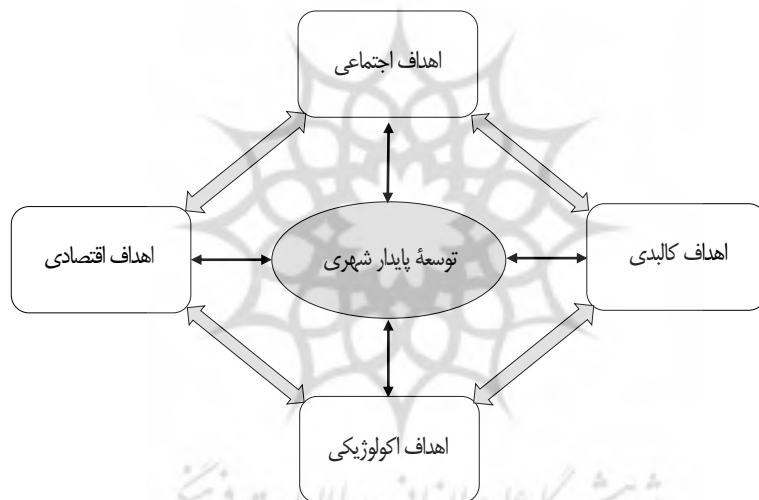 اهداف اجتماعی
اهداف کالبدی
توسعهٔ پایدار شهری
اهداف اقتصادی
اهداف اکولوژیکی